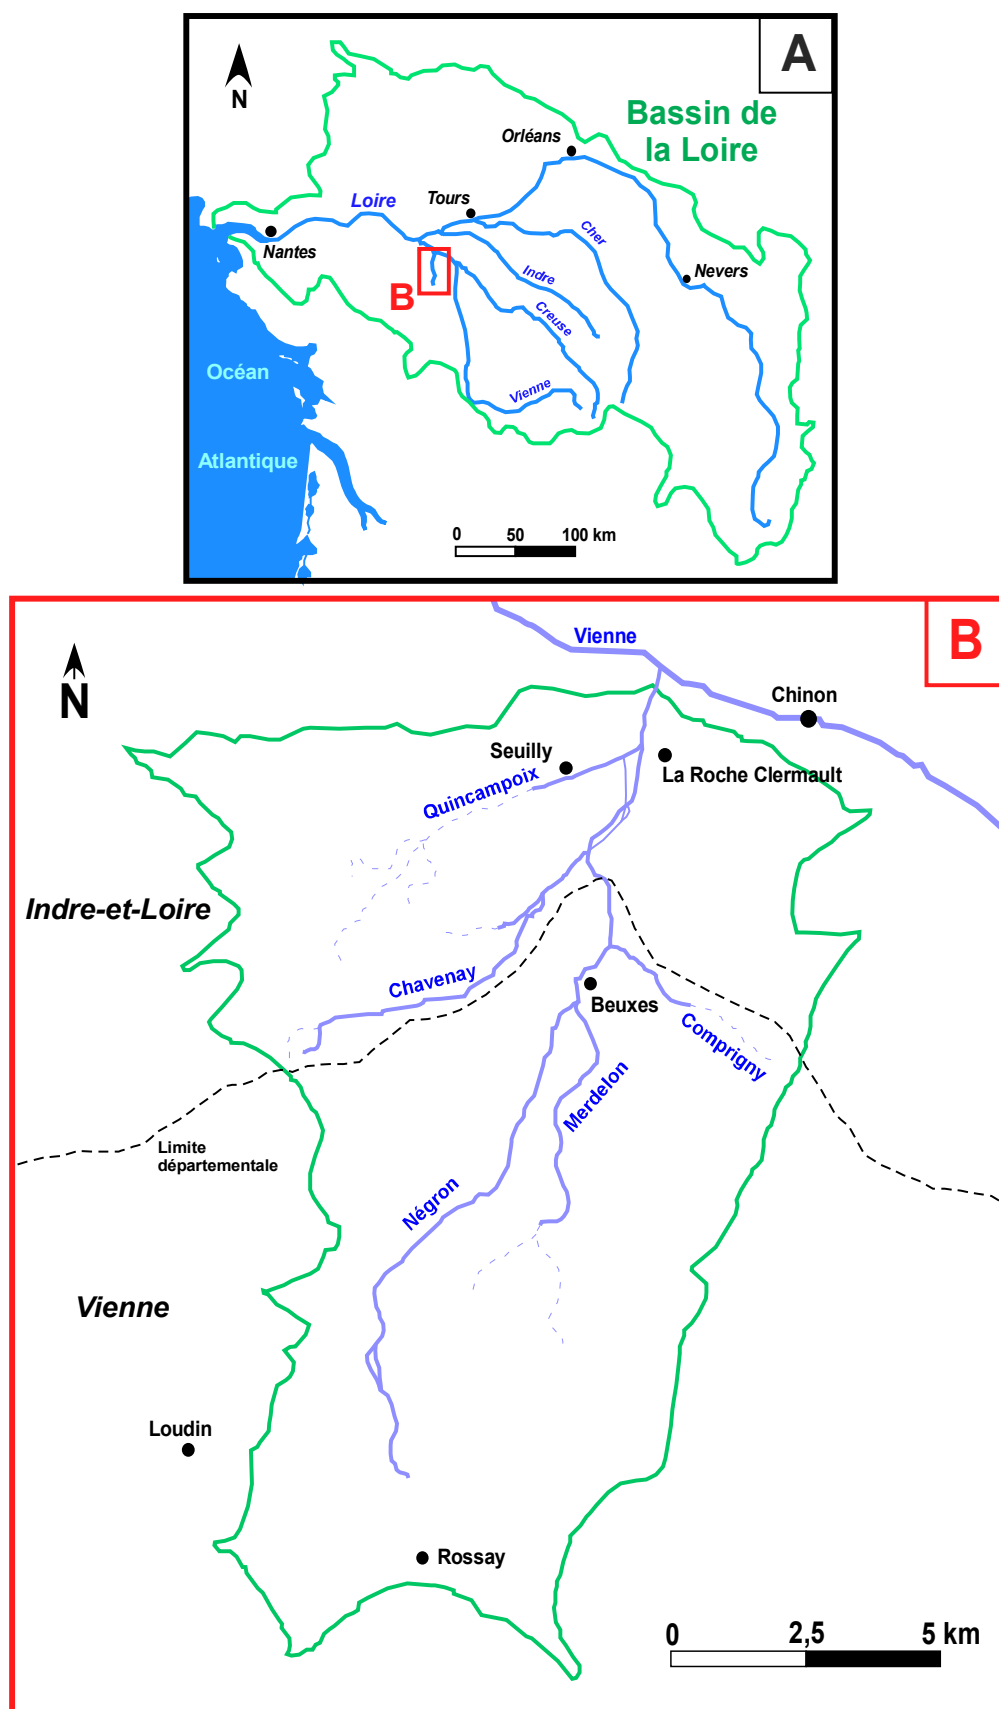 A
N
Bassin de
la Loire
Orléans
Tours
Loire
Nantes
Cher
Indre
Nevers
B
Creuse
Océan
Vienne
Atlantique
0 50 100 km
B
Vienne
N
Chinon
Seuilly
La Roche Clermault
Quincampoix
Indre-et-Loire
Chavenay
Beuxes
Comprigny
Merdelon
Limite
départementale
Négron
Vienne
Loudin
Rossay
0 2,5 5 km